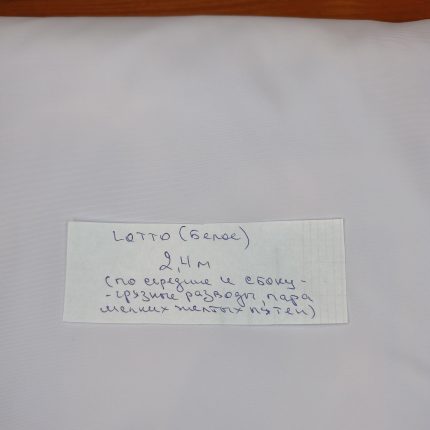 LOTTO (Белое)
2,4 м
(по середине и сбоку -
- грязные разводы, пара
мелких желтых пятен)